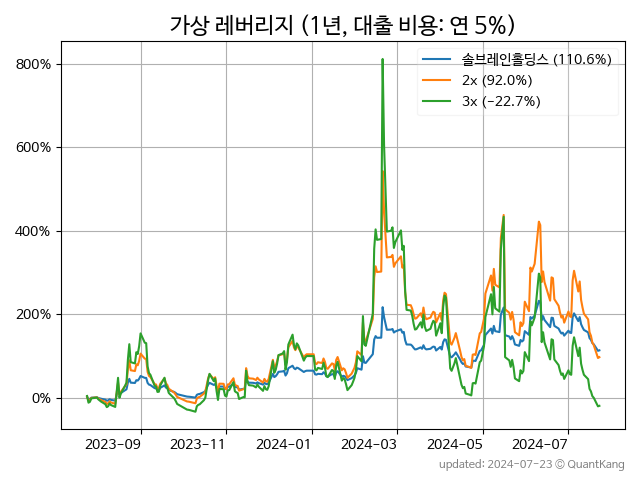 가상 레버리지 (1년, 대출 비용: 연 5%)
솔브레인홀딩스 (110.6%)
2x (92.0%)
3x (−22.7%)
800%
600%
400%
200%
0%
2023-09
2023-11
2024-01
2024-03
2024-05
2024-07
updated: 2024-07-23 © QuantKang